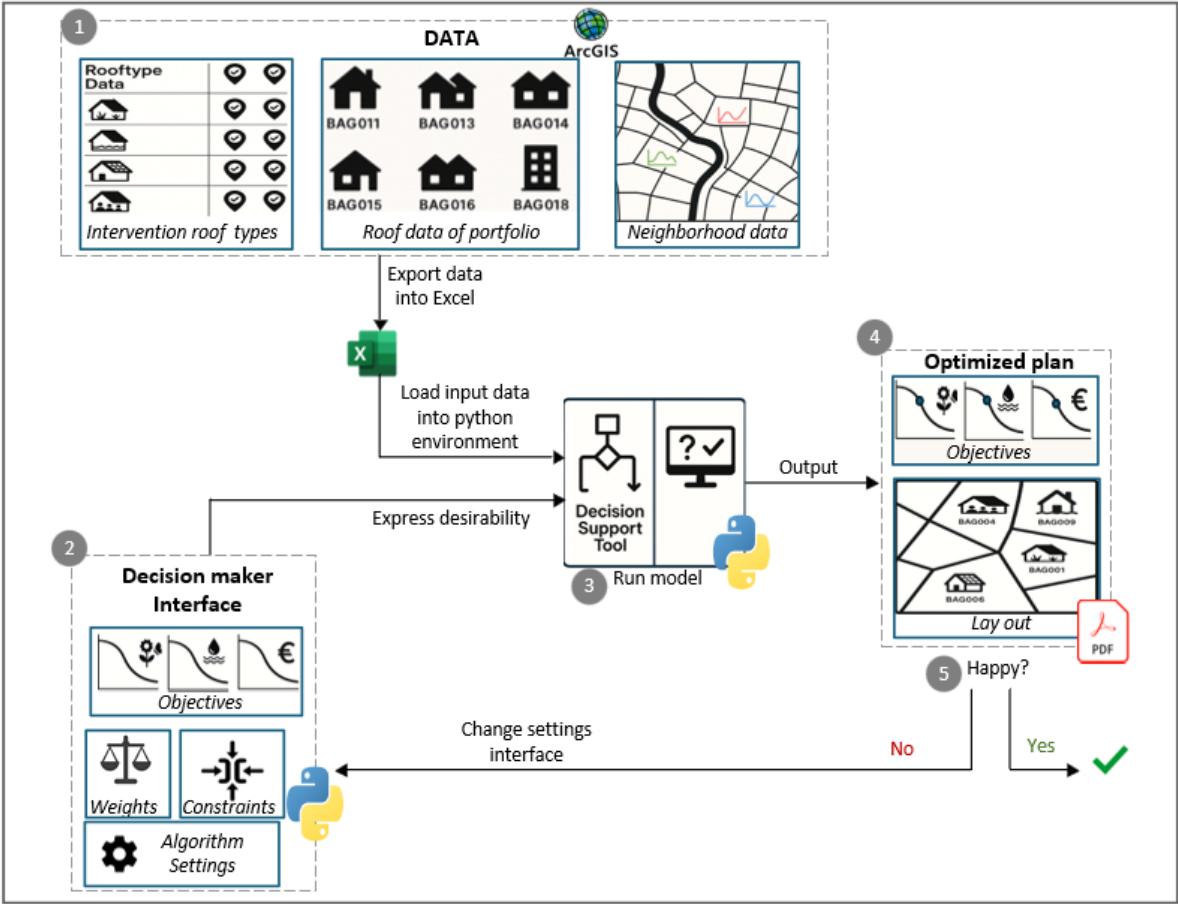 1
DATA
ArcGIS
Rooftype
Data
BAG011
BAG013
BAG014
BAG015
BAG016
BAG018
Intervention roof types
Roof data of portfolio
Neighborhood data
Export data
into Excel
X
Load input data
into python
environment
Express desirability
? ✓
Decision
Support
Tool
3
Run model
Output
4
Optimized plan
€
Objectives
BAG004
BAG009
BAG001
BAG006
Lay out
PDF
5
Happy?
No
Yes
Change settings
interface
2
Decision maker
Interface
€
Objectives
Weights
Constraints
Algorithm
Settings